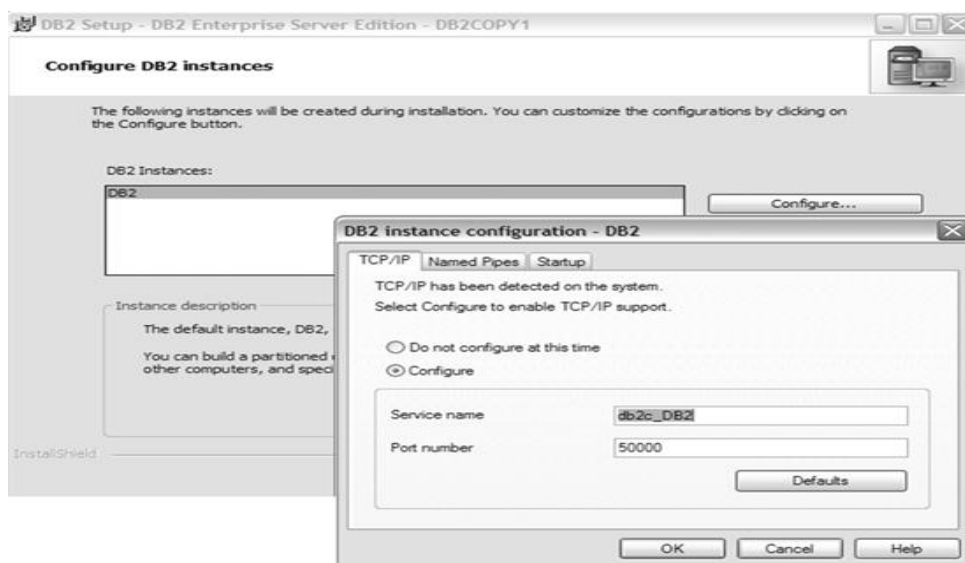 DB2 Setup - DB2 Enterprise Server Edition - DB2COPY1
Configure DB2 instances
The following instances will be created during installation. You can customize the configurations by clicking on
the Configure button.
DB2 Instances:
DB2
Configure...
Instance description
The default instance, DB2,
You can build a partitioned
other computers, and speci
InstallShield
DB2 instance configuration - DB2
TCP/IP
Named Pipes
Startup
TCP/IP has been detected on the system.
Select Configure to enable TCP/IP support.
Do not configure at this time
Configure
Service name
db2c_DB2
Port number
50000
Defaults
OK
Cancel
Help